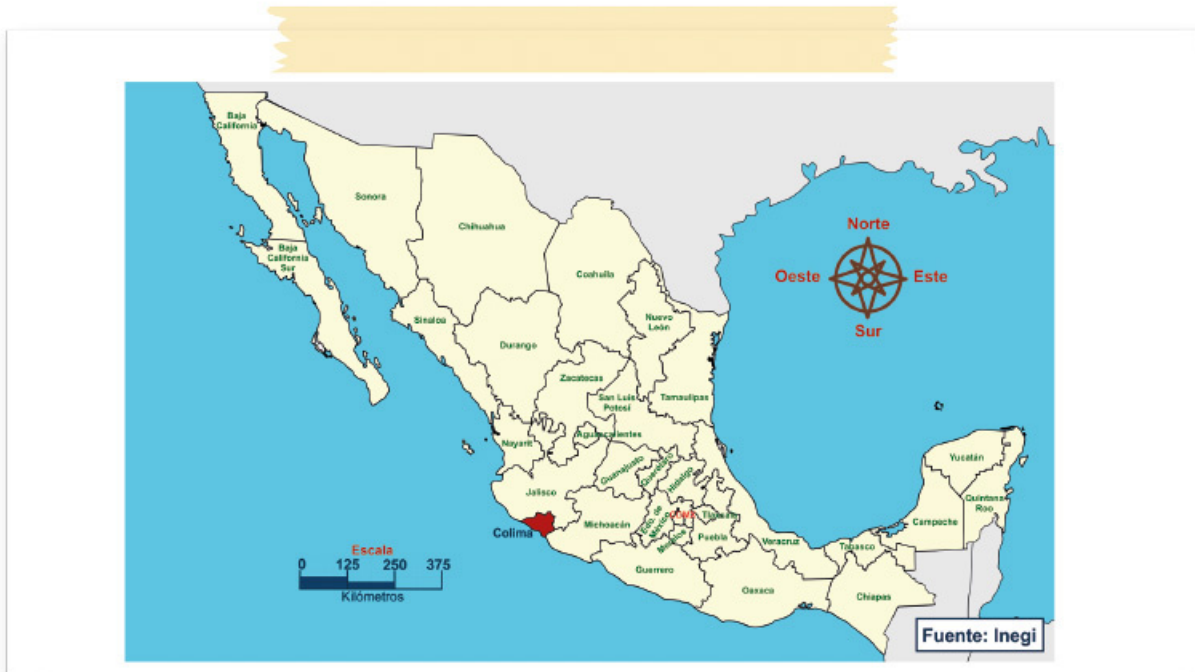 Baja
California
Sonora
Chihuahua
Baja
California
Sur
Coahuila
Sinaloa
Nuevo
León
Durango
Zacatecas
San Luis
Potosí
Tamaulipas
Nayarit
Aguascalientes
Guanajuato
Querétaro
Hidalgo
Jalisco
Colima
Michoacán
Edo. de
México
CDMX
Morelos
Tlaxcala
Puebla
Veracruz
Guerrero
Oaxaca
Tabasco
Chiapas
Campeche
Yucatán
Quintana
Roo
Norte
Oeste
Este
Sur
Escala
0 125 250 375
Kilómetros
Fuente: Inegi